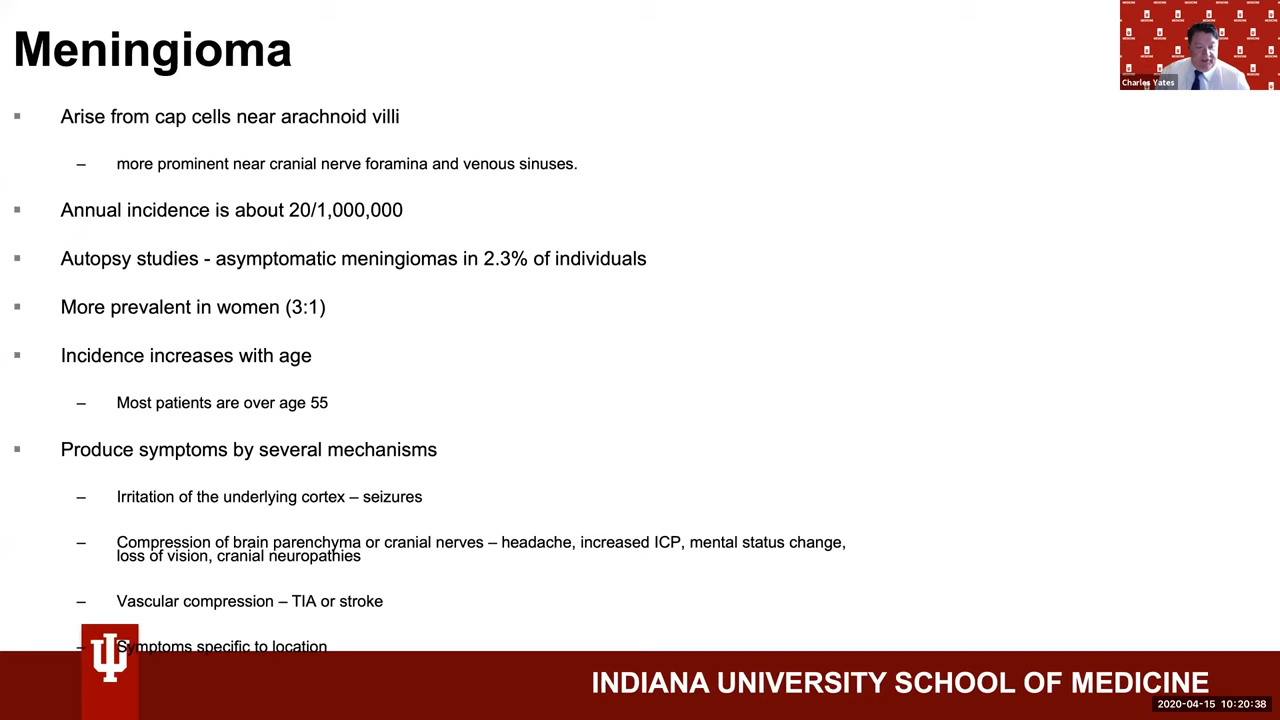 Meningioma
Charles Yates
▪ Arise from cap cells near arachnoid villi
– more prominent near cranial nerve foramina and venous sinuses.
▪ Annual incidence is about 20/1,000,000
▪ Autopsy studies - asymptomatic meningiomas in 2.3% of individuals
▪ More prevalent in women (3:1)
▪ Incidence increases with age
– Most patients are over age 55
▪ Produce symptoms by several mechanisms
– Irritation of the underlying cortex – seizures
– Compression of brain parenchyma or cranial nerves – headache, increased ICP, mental status change,
loss of vision, cranial neuropathies
– Vascular compression – TIA or stroke
– Symptoms specific to location
INDIANA UNIVERSITY SCHOOL OF MEDICINE
2020-04-15 10:20:38